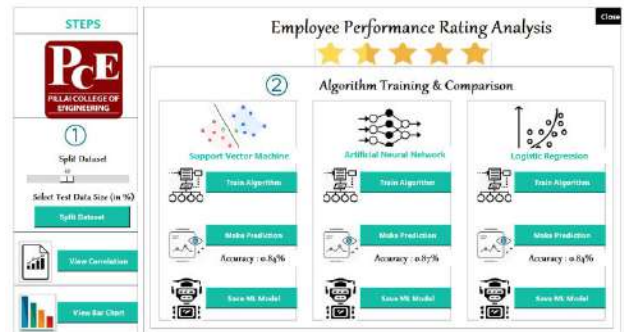 STEPS
PCE
PILLAI COLLEGE OF
ENGINEERING
1
Split Dataset
Select Test Data Size (in %)
Split Dataset
View Correlation
View Bar Chart
Close
Employee Performance Rating Analysis
2 Algorithm Training & Comparison
Support Vector Machine
Train Algorithm
Make Prediction
Accuracy : 0.84%
Save ML Model
Artificial Neural Network
Train Algorithm
Make Prediction
Accuracy : 0.87%
Save ML Model
Logistic Regression
Train Algorithm
Make Prediction
Accuracy : 0.84%
Save ML Model